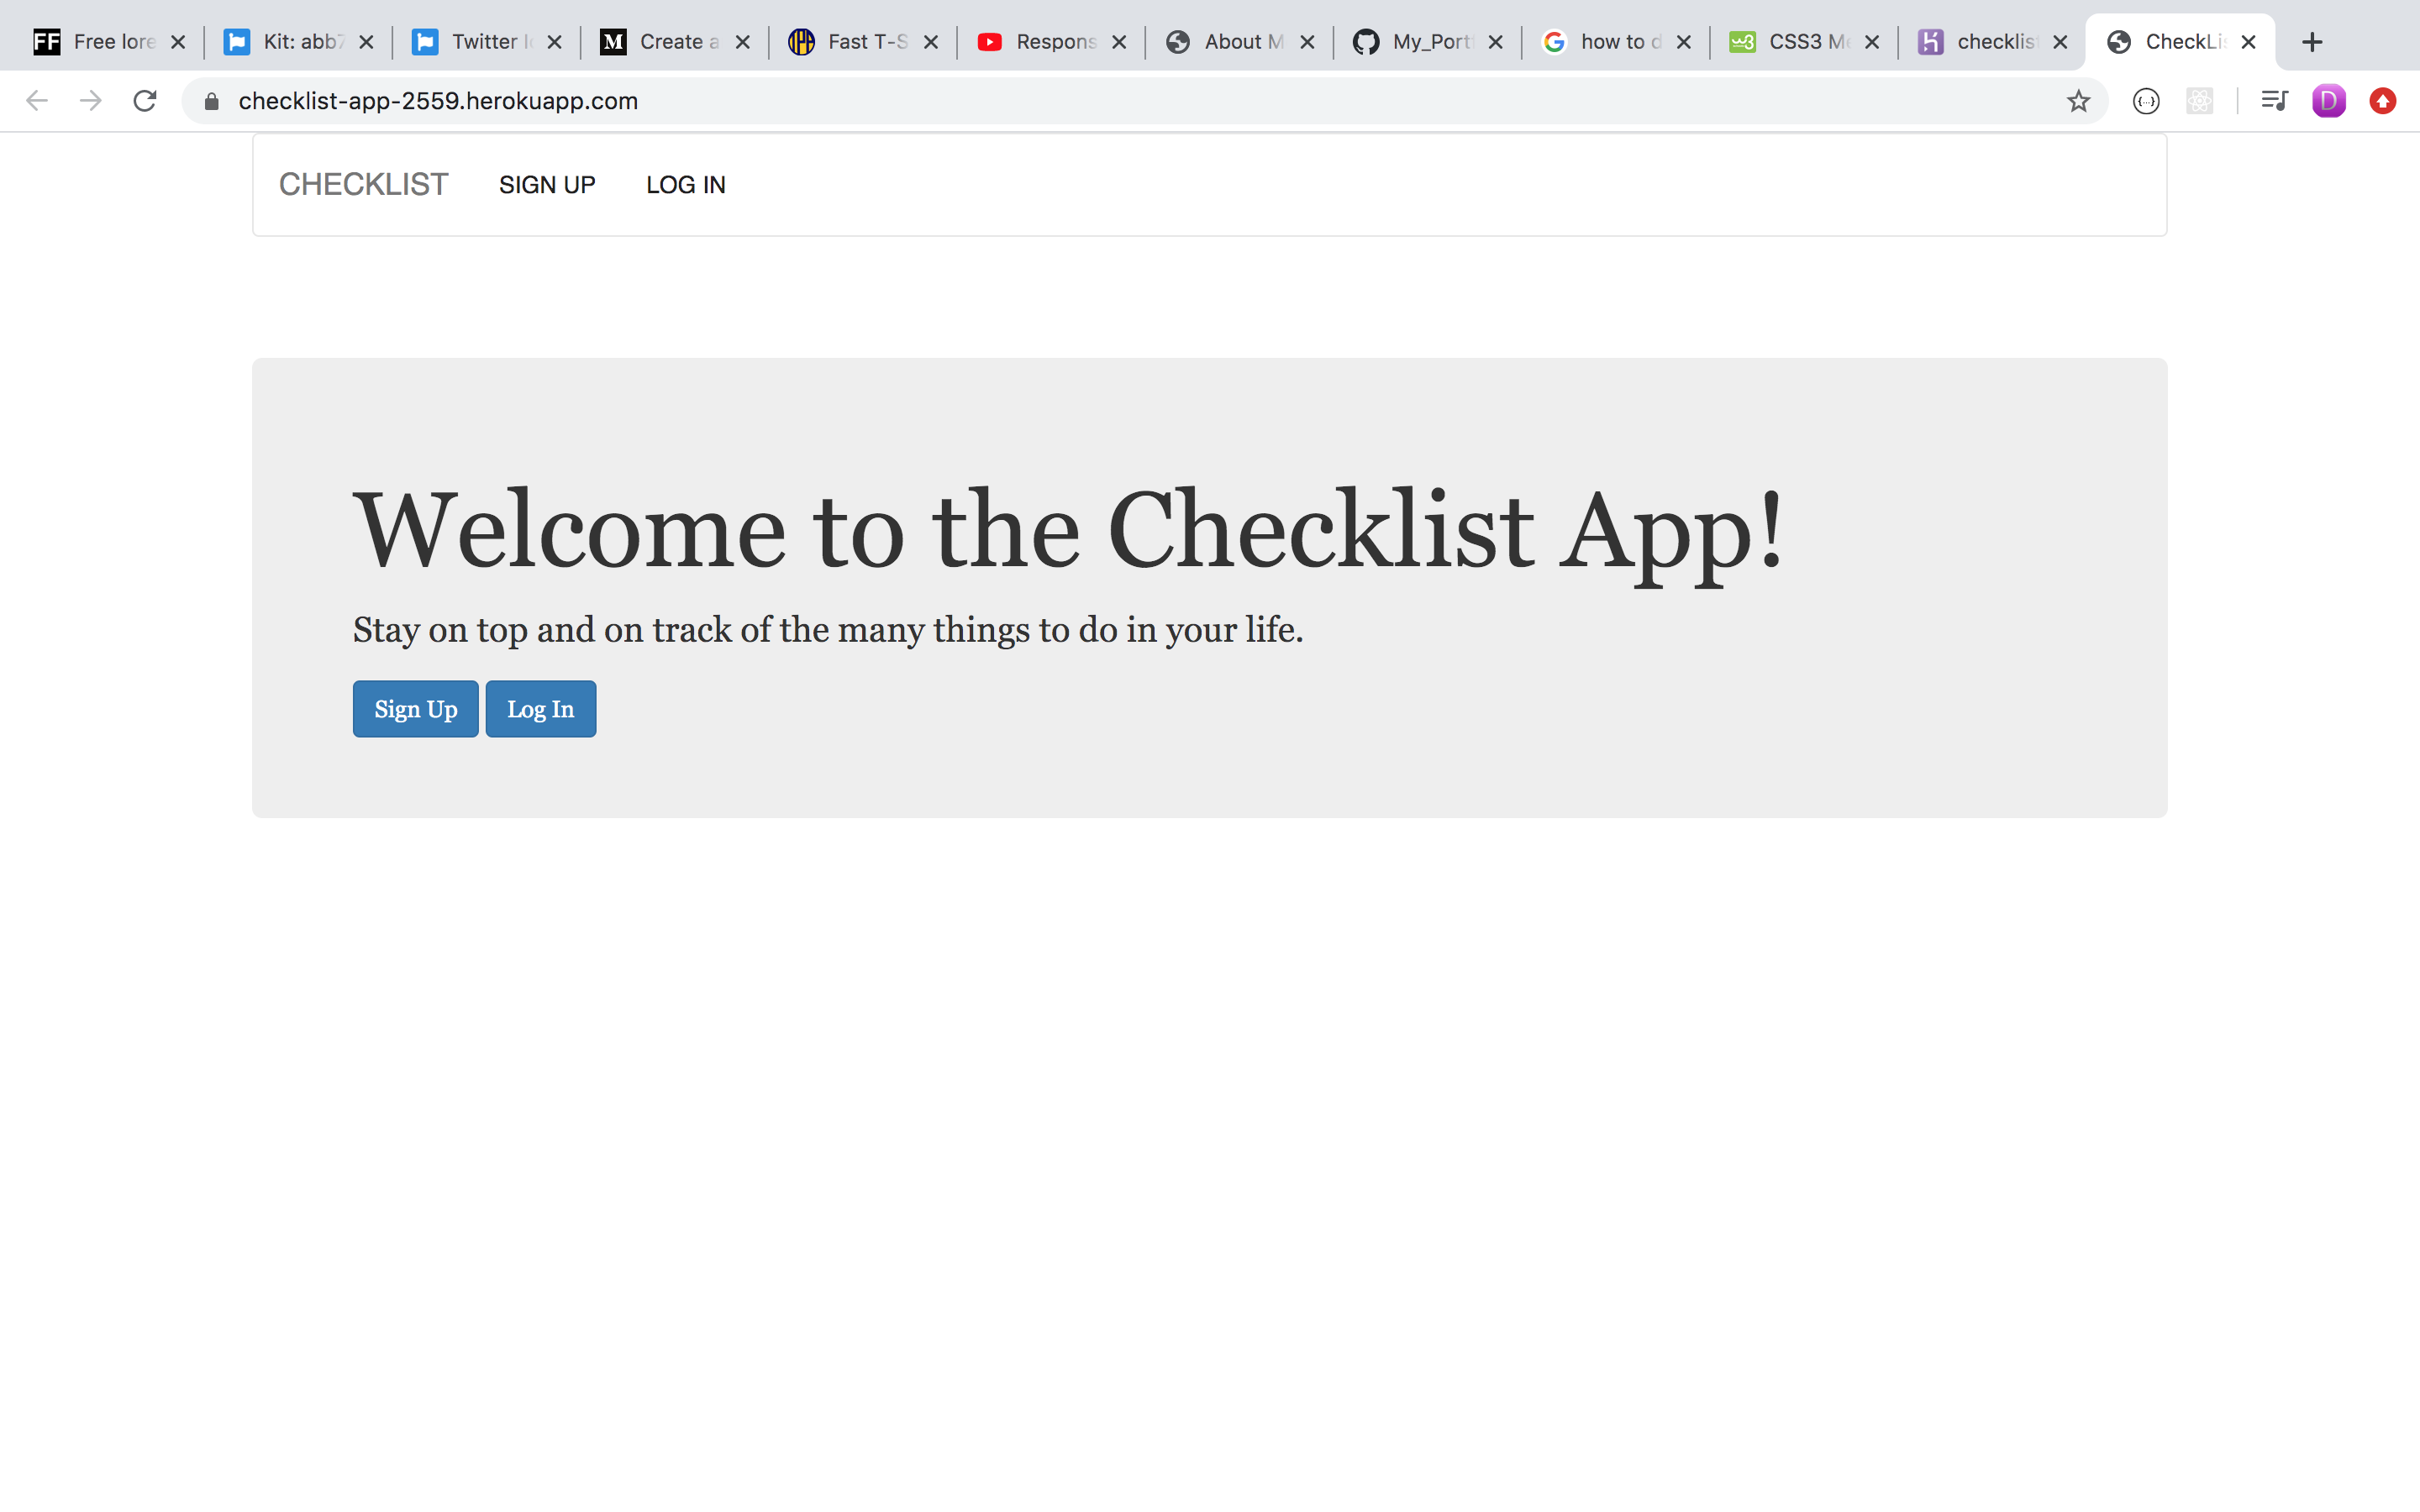 FF Free lore Kit: abb7 Twitter M Create a Fast T-S Respons About M My_Port how to d CSS3 Me checklis CheckLi
checklist-app-2559.herokuapp.com D
CHECKLIST SIGN UP LOG IN
Welcome to the Checklist App!
Stay on top and on track of the many things to do in your life.
Sign Up Log In